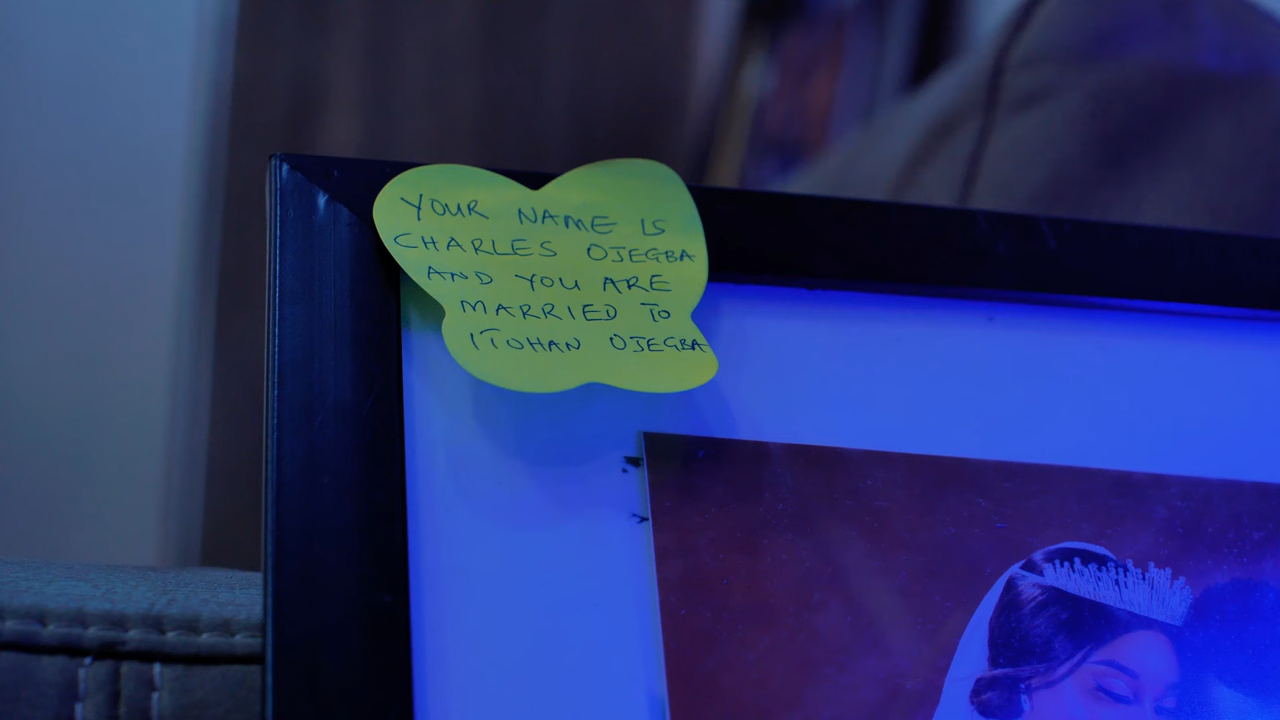 YOUR NAME IS
CHARLES OJEGBA
AND YOU ARE
MARRIED TO
ITOHAN OJEGBA